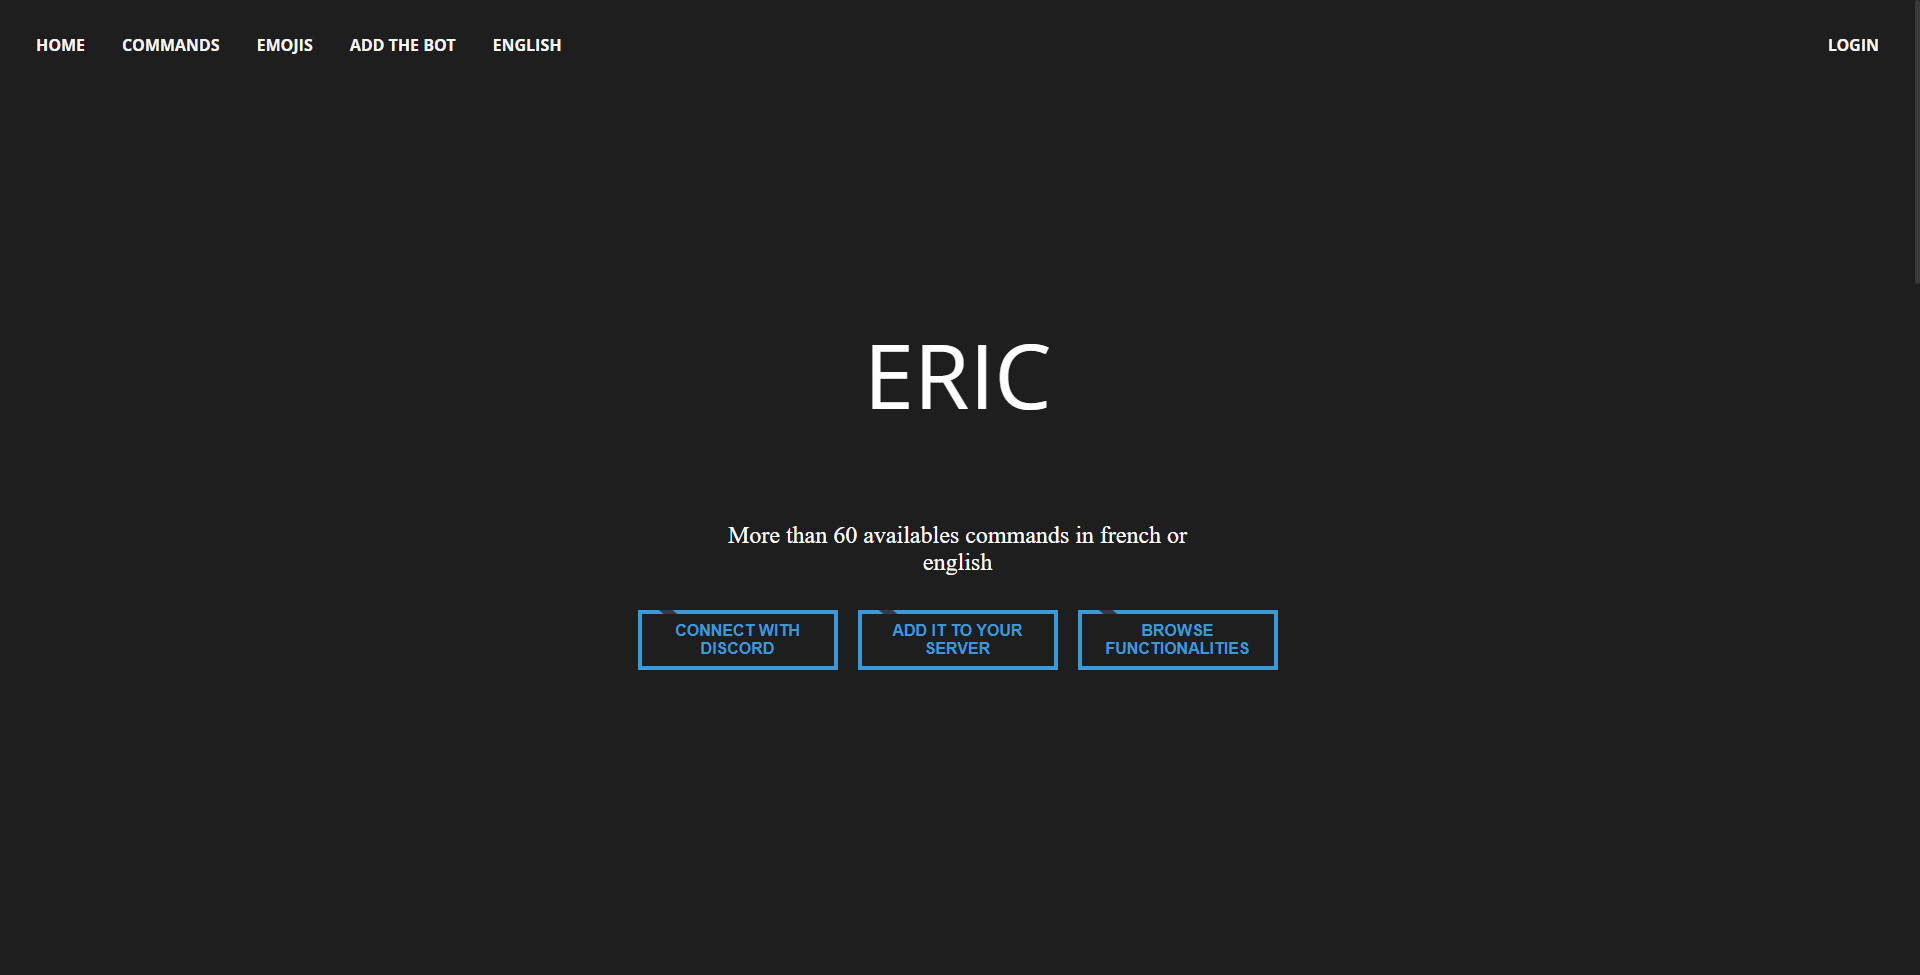 HOME COMMANDS EMOJIS ADD THE BOT ENGLISH LOGIN
ERIC
More than 60 availables commands in french or
english
CONNECT WITH
DISCORD
ADD IT TO YOUR
SERVER
BROWSE
FUNCTIONALITIES